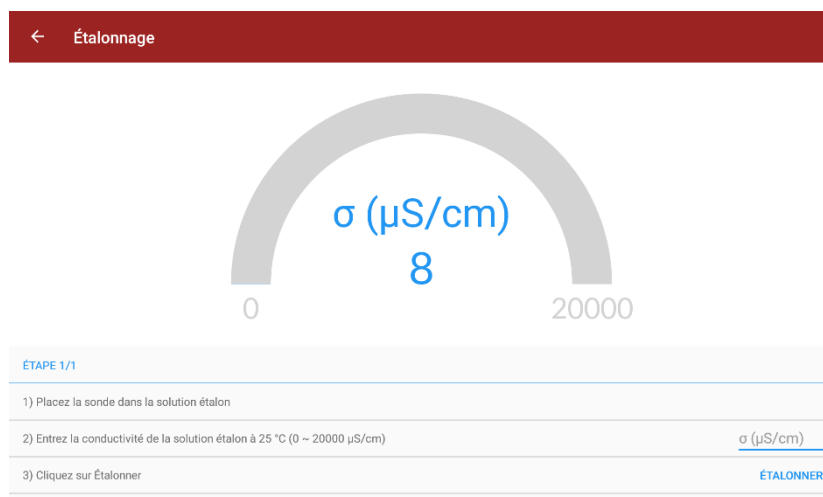 Étalonnage
σ (µS/cm)
8
0
20000
ÉTAPE 1/1
1) Placez la sonde dans la solution étalon
2) Entrez la conductivité de la solution étalon à 25 °C (0 ~ 20000 µS/cm)
σ (µS/cm)
3) Cliquez sur Étalonner
ÉTALONNER